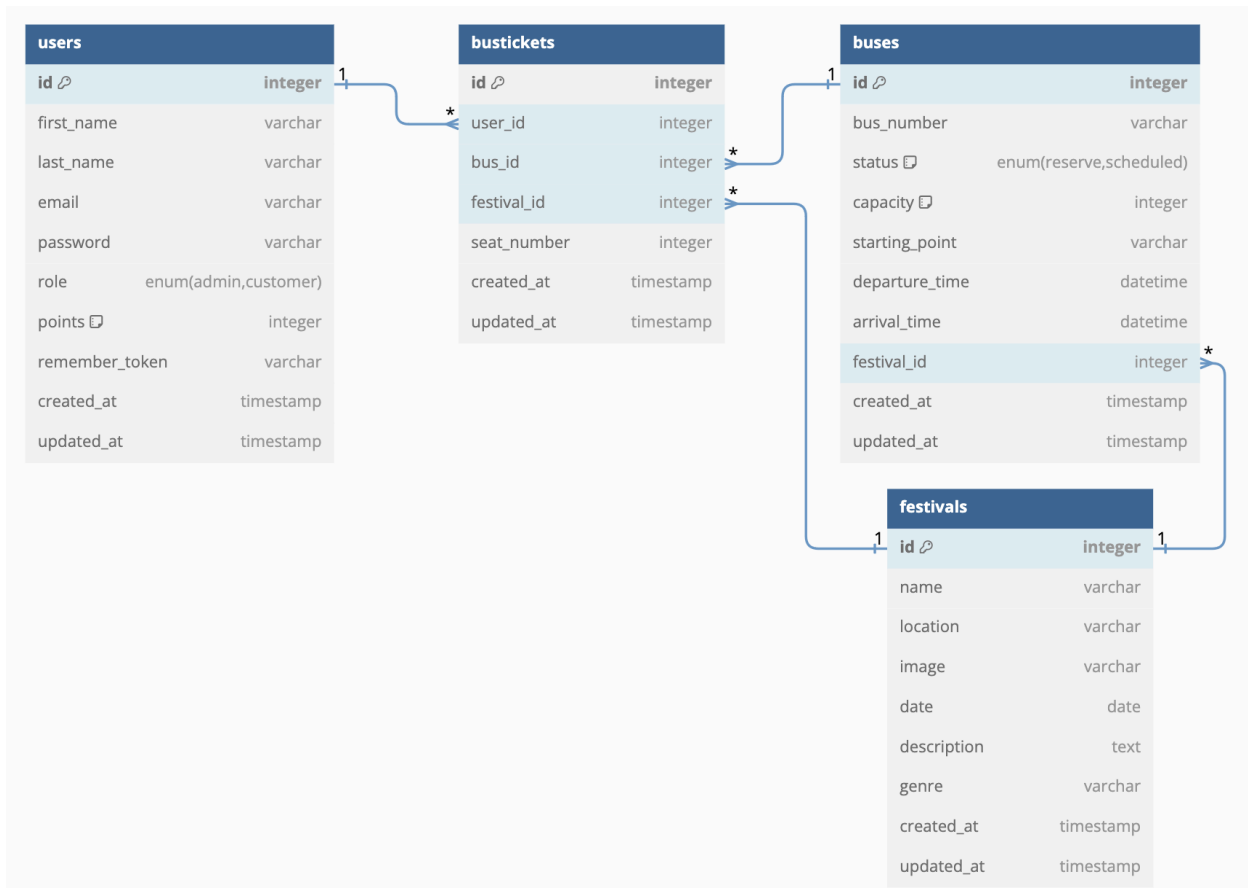 users
id integer
first_name varchar
last_name varchar
email varchar
password varchar
role enum(admin,customer)
points integer
remember_token varchar
created_at timestamp
updated_at timestamp
1
*
bustickets
id integer
user_id integer
bus_id integer
festival_id integer
seat_number integer
created_at timestamp
updated_at timestamp
*
*
1
buses
id integer
bus_number varchar
status enum(reserve,scheduled)
capacity integer
starting_point varchar
departure_time datetime
arrival_time datetime
festival_id integer
created_at timestamp
updated_at timestamp
*
1
1
festivals
id integer
name varchar
location varchar
image varchar
date date
description text
genre varchar
created_at timestamp
updated_at timestamp